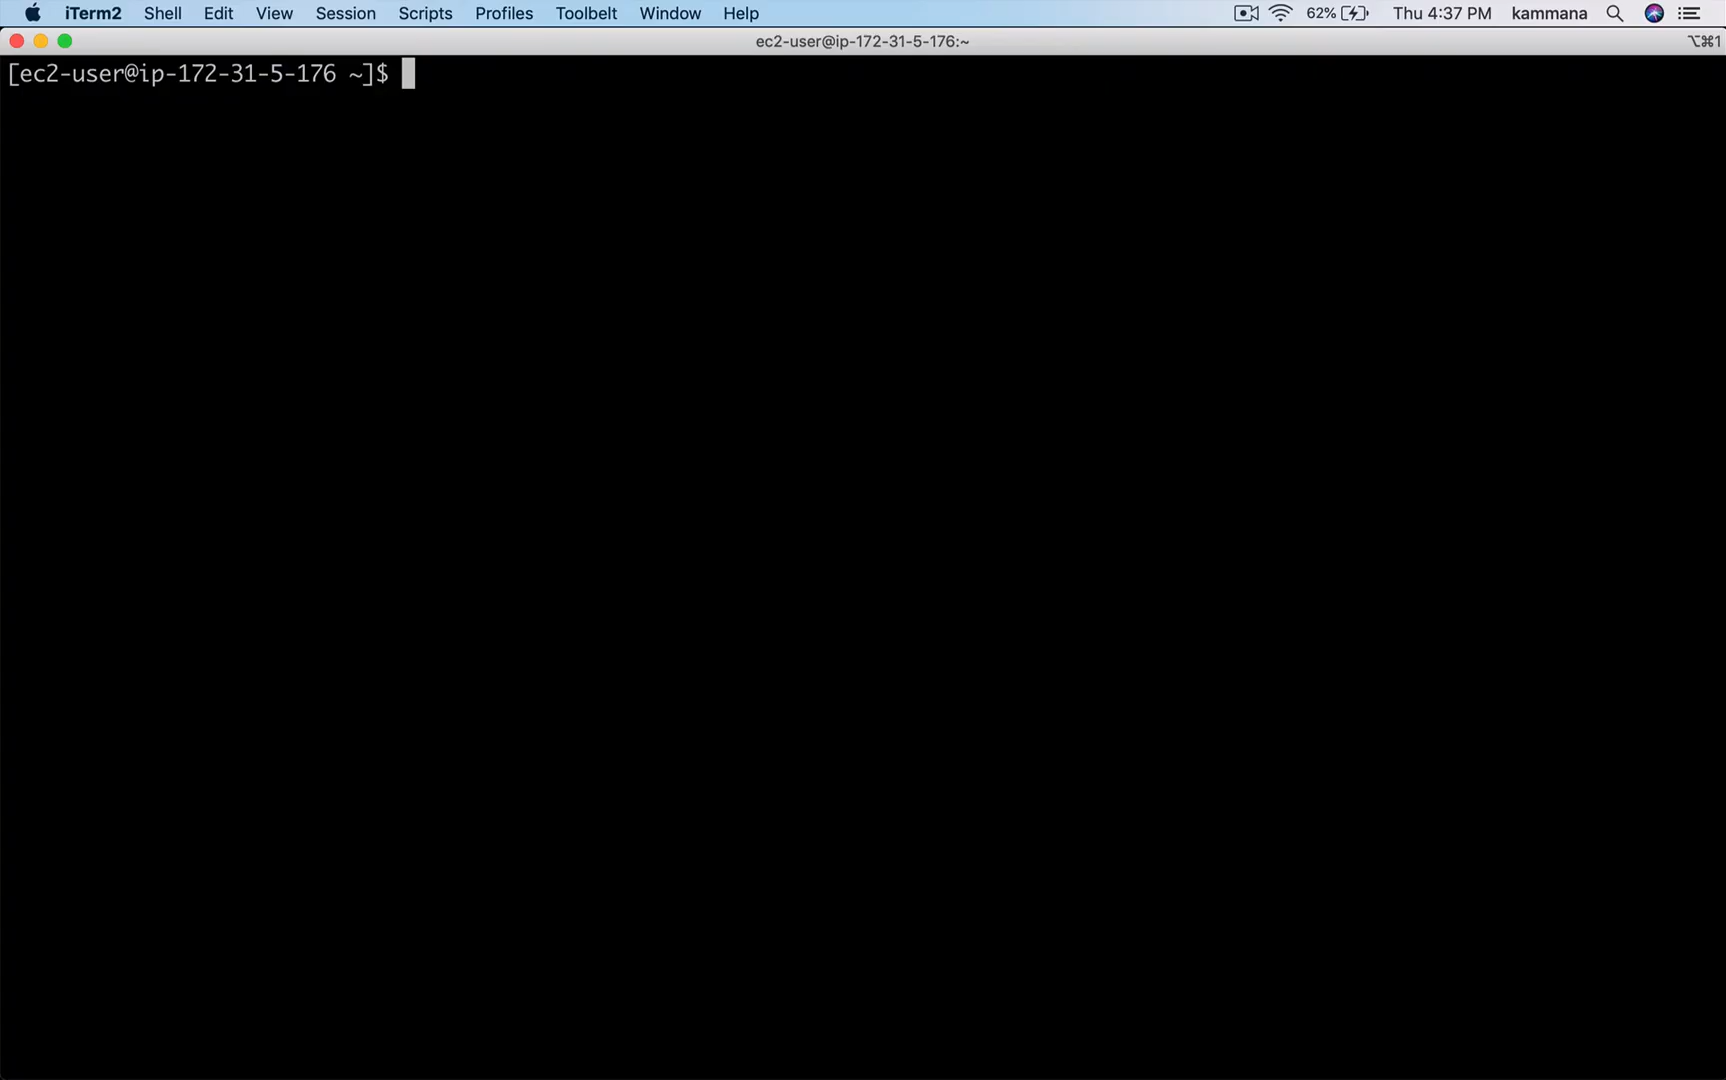 iTerm2 Shell Edit View Session Scripts Profiles Toolbelt Window Help 62% Thu 4:37 PM kammana
ec2-user@ip-172-31-5-176:~ ⌥⌘1
[ec2-user@ip-172-31-5-176 ~]$